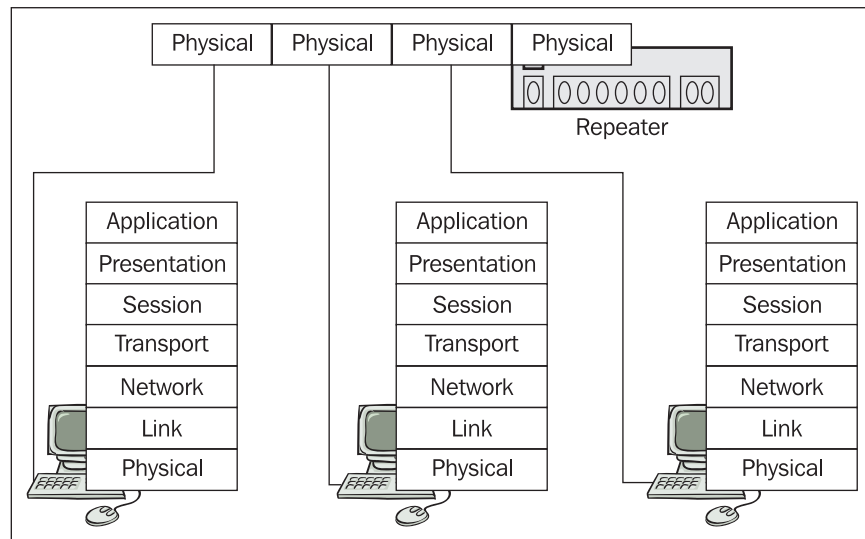 Physical Physical Physical Physical
Repeater
Application
Presentation
Session
Transport
Network
Link
Physical
Application
Presentation
Session
Transport
Network
Link
Physical
Application
Presentation
Session
Transport
Network
Link
Physical